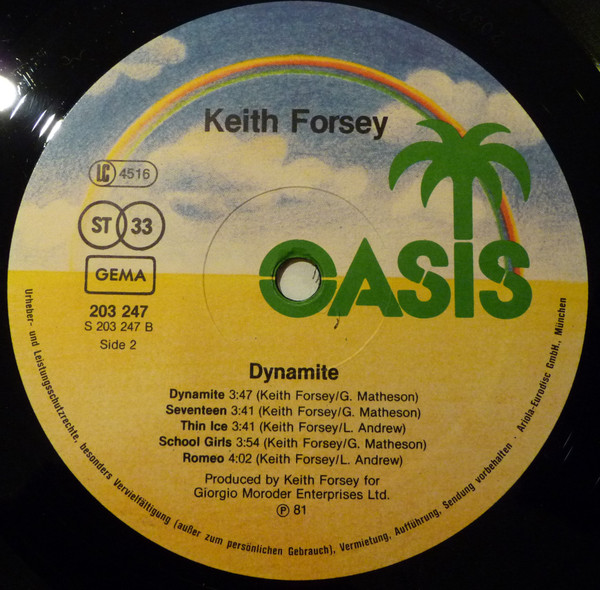 Keith Forsey
LC 4516
ST 33
GEMA
OASIS
203 247
S 203 247 B
Side 2
Dynamite
Dynamite 3:47 (Keith Forsey/G. Matheson)
Seventeen 3:41 (Keith Forsey/G. Matheson)
Thin Ice 3:41 (Keith Forsey/L. Andrew)
School Girls 3:54 (Keith Forsey/G. Matheson)
Romeo 4:02 (Keith Forsey/L. Andrew)
Produced by Keith Forsey for
Giorgio Moroder Enterprises Ltd.
Ⓟ 81
Urheber- und Leistungsschutzrechte, besonders Vervielfältigung (außer zum persönlichen Gebrauch), Vermietung, Aufführung, Sendung vorbehalten · Ariola-Eurodisc GmbH., München